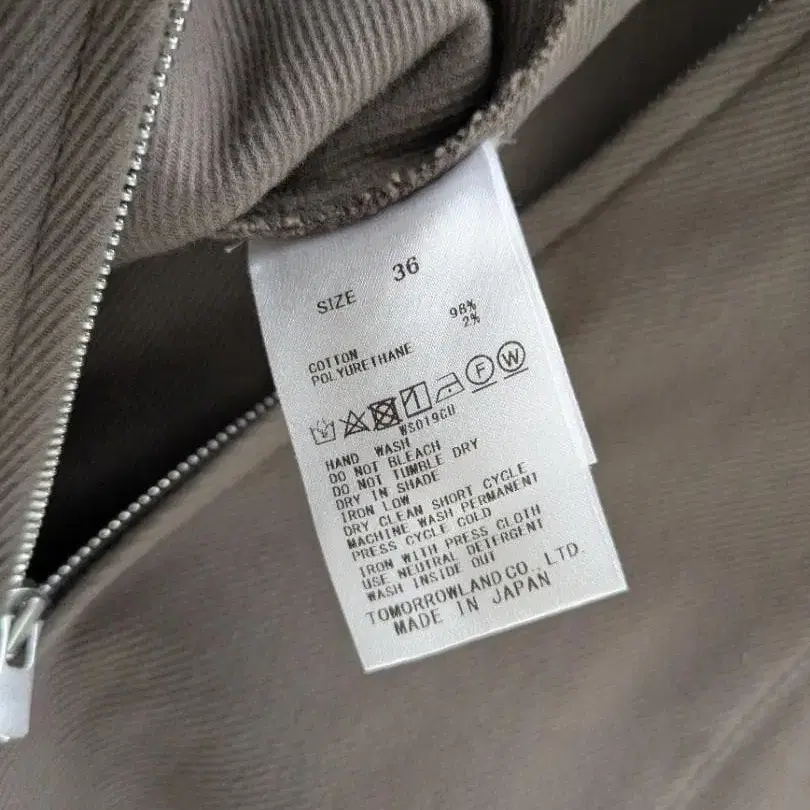 SIZE 36
COTTON 98%
POLYURETHANE 2%
F W
WS019CU
HAND WASH
DO NOT BLEACH
DO NOT TUMBLE DRY
DRY IN SHADE
IRON LOW
DRY CLEAN SHORT CYCLE
MACHINE WASH PERMANENT
PRESS CYCLE COLD
IRON WITH PRESS CLOTH
USE NEUTRAL DETERGENT
WASH INSIDE OUT
TOMORROWLAND CO., LTD.
MADE IN JAPAN